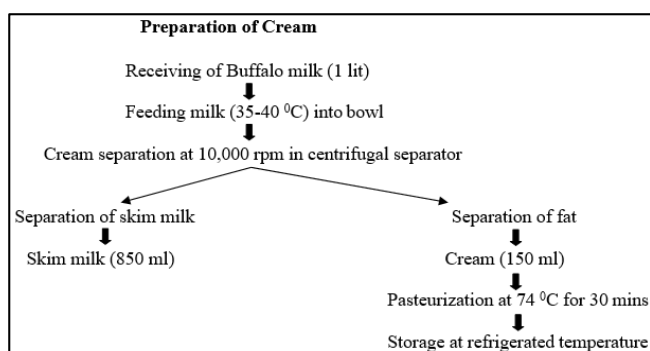 Preparation of Cream
Receiving of Buffalo milk (1 lit)
Feeding milk (35-40 ⁰C) into bowl
Cream separation at 10,000 rpm in centrifugal separator
Separation of skim milk
Skim milk (850 ml)
Separation of fat
Cream (150 ml)
Pasteurization at 74 ⁰C for 30 mins
Storage at refrigerated temperature